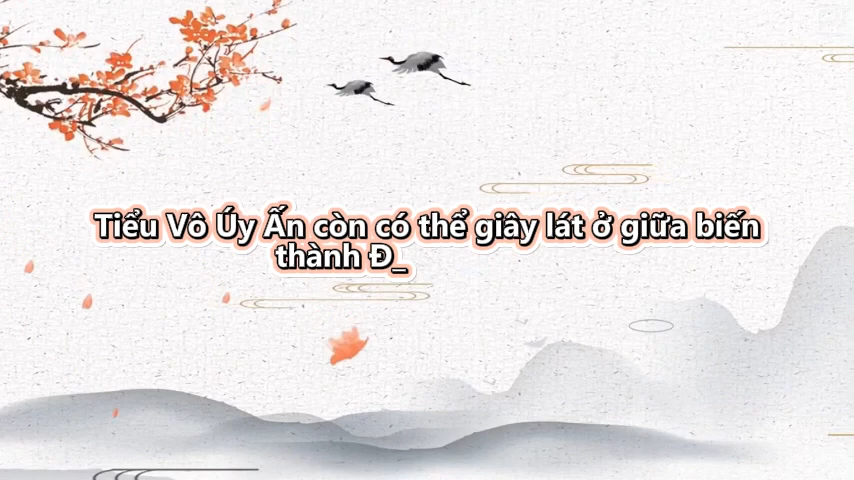 Tiểu Vô Úy Ấn còn có thể giây lát ở giữa biến
thành Đ_